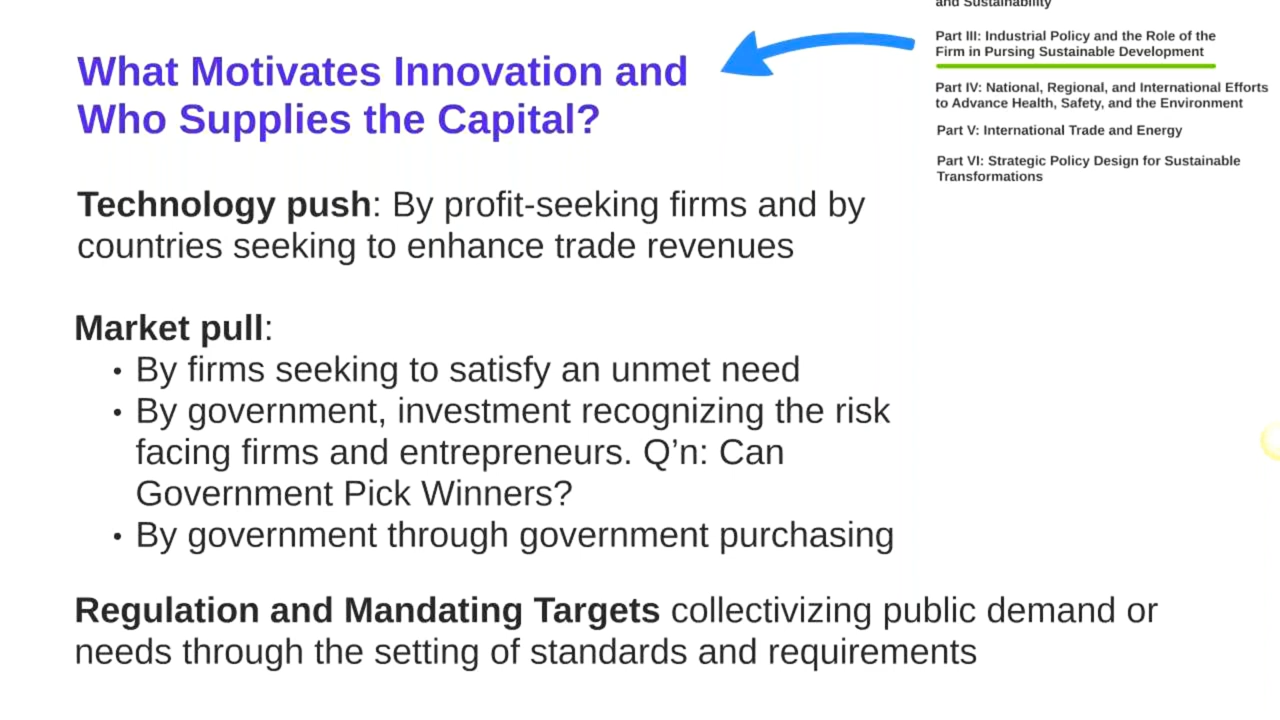 and Sustainability
Part III: Industrial Policy and the Role of the
Firm in Pursing Sustainable Development
Part IV: National, Regional, and International Efforts
to Advance Health, Safety, and the Environment
Part V: International Trade and Energy
Part VI: Strategic Policy Design for Sustainable
Transformations
What Motivates Innovation and
Who Supplies the Capital?
Technology push: By profit-seeking firms and by
countries seeking to enhance trade revenues
Market pull:
• By firms seeking to satisfy an unmet need
• By government, investment recognizing the risk
facing firms and entrepreneurs. Q’n: Can
Government Pick Winners?
• By government through government purchasing
Regulation and Mandating Targets collectivizing public demand or
needs through the setting of standards and requirements